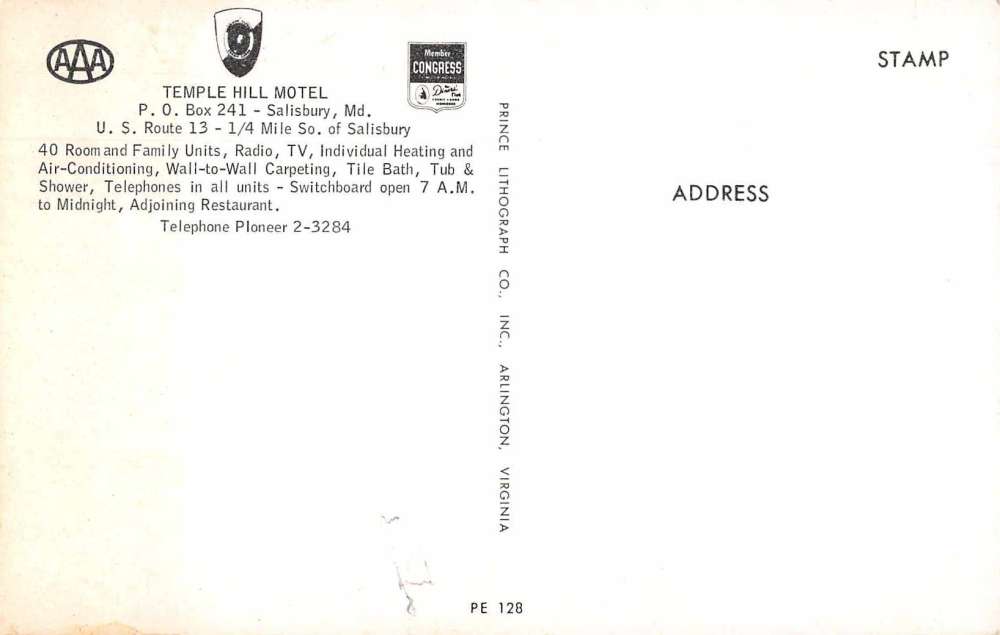 AAA
Member
CONGRESS
TEMPLE HILL MOTEL
P. O. Box 241 - Salisbury, Md.
U. S. Route 13 - 1/4 Mile So. of Salisbury
40 Room and Family Units, Radio, TV, Individual Heating and
Air-Conditioning, Wall-to-Wall Carpeting, Tile Bath, Tub &
Shower, Telephones in all units - Switchboard open 7 A.M.
to Midnight, Adjoining Restaurant.
Telephone PIoneer 2-3284
PRINCE LITHOGRAPH CO., INC., ARLINGTON, VIRGINIA
PE 128
STAMP
ADDRESS